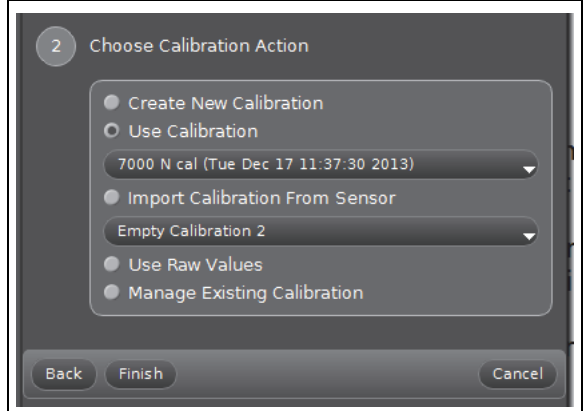 2 Choose Calibration Action
Create New Calibration
Use Calibration
7000 N cal (Tue Dec 17 11:37:30 2013)
Import Calibration From Sensor
Empty Calibration 2
Use Raw Values
Manage Existing Calibration
Back Finish Cancel